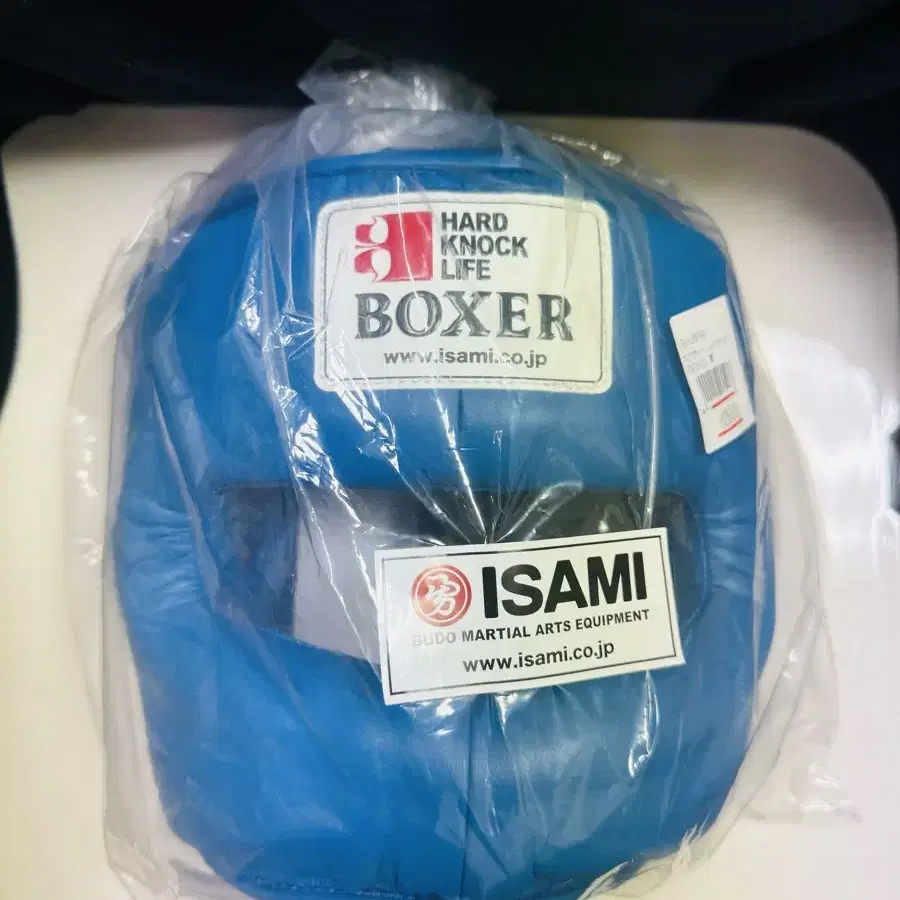 HARD
KNOCK
LIFE
BOXER
www.isami.co.jp
ISAMI
BUDO MARTIAL ARTS EQUIPMENT
www.isami.co.jp